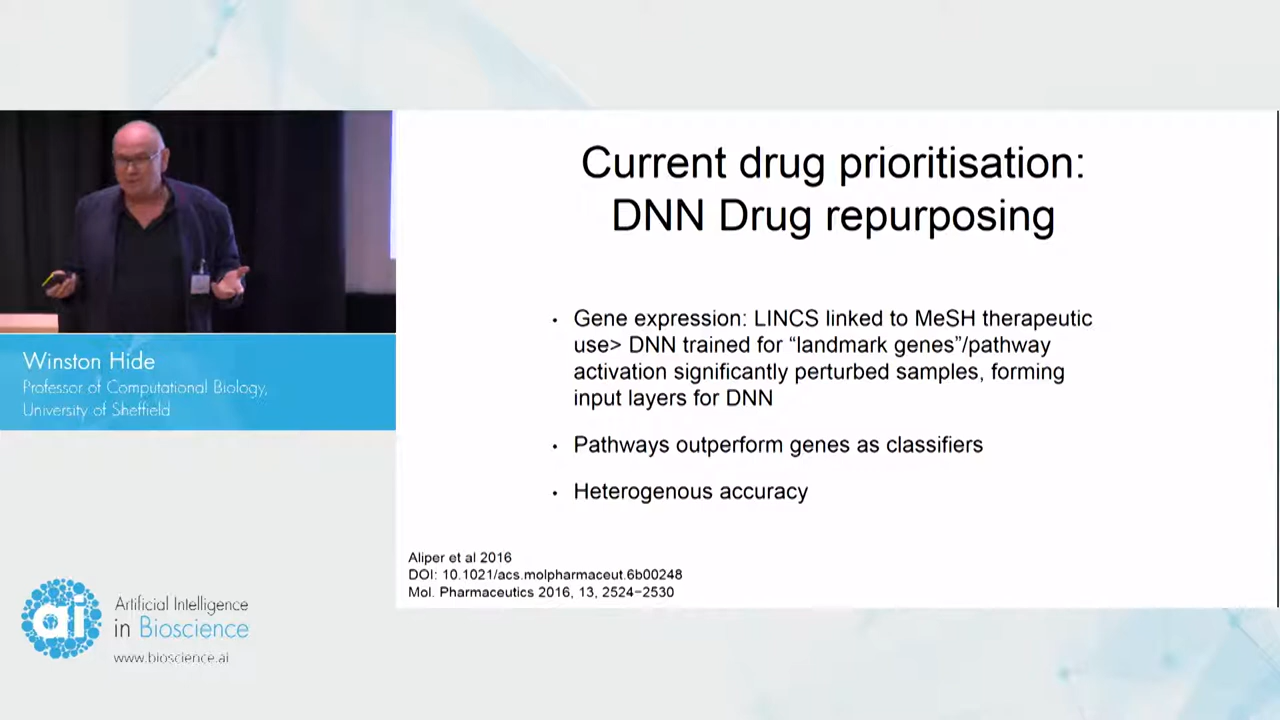 Current drug prioritisation:
DNN Drug repurposing
• Gene expression: LINCS linked to MeSH therapeutic
use> DNN trained for “landmark genes”/pathway
activation significantly perturbed samples, forming
input layers for DNN
• Pathways outperform genes as classifiers
• Heterogenous accuracy
Aliper et al 2016
DOI: 10.1021/acs.molpharmaceut.6b00248
Mol. Pharmaceutics 2016, 13, 2524−2530
Winston Hide
Professor of Computational Biology,
University of Sheffield
ai
Artificial Intelligence
in Bioscience
www.bioscience.ai